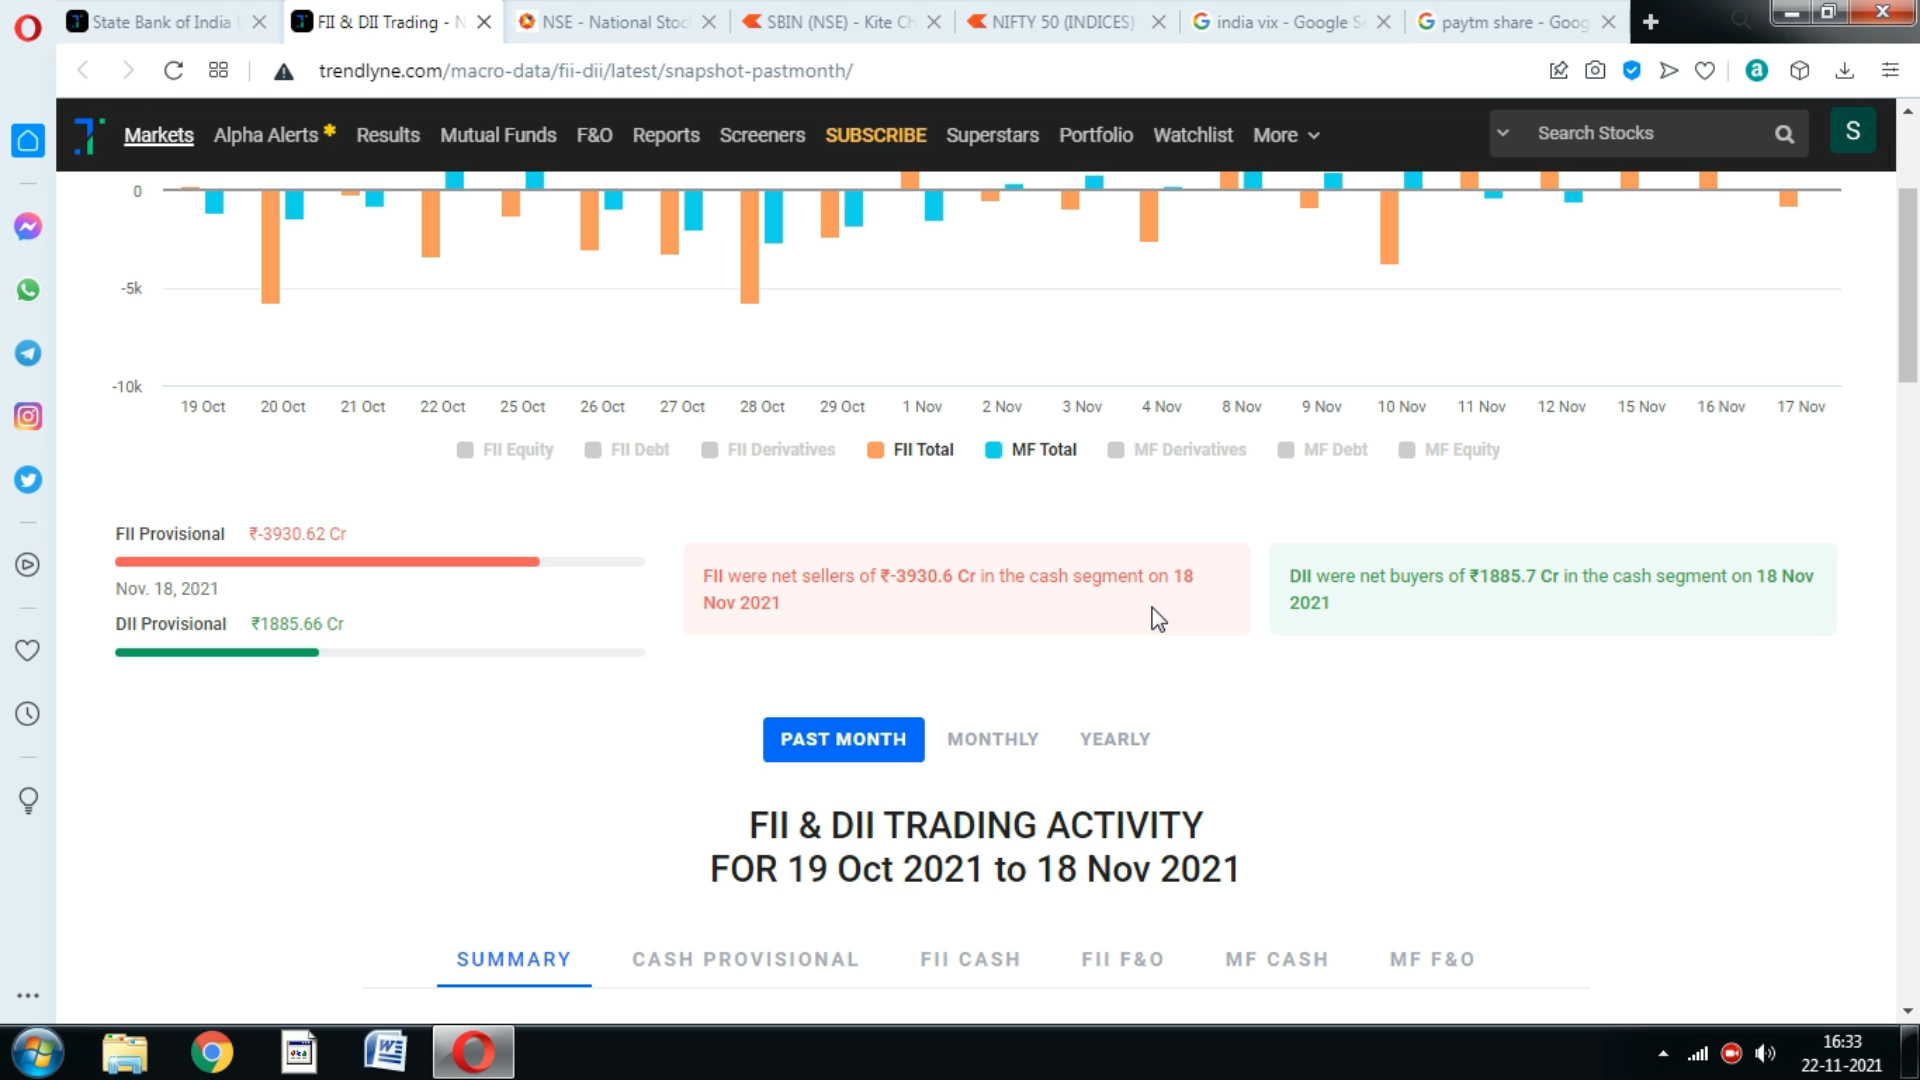 State Bank of India
FII & DII Trading - N
NSE - National Stoc
SBIN (NSE) - Kite Ch
NIFTY 50 (INDICES)
india vix - Google Se
paytm share - Goog
trendlyne.com/macro-data/fii-dii/latest/snapshot-pastmonth/
Markets Alpha Alerts Results Mutual Funds F&O Reports Screeners SUBSCRIBE Superstars Portfolio Watchlist More Search Stocks S
0
-5k
-10k
19 Oct 20 Oct 21 Oct 22 Oct 25 Oct 26 Oct 27 Oct 28 Oct 29 Oct 1 Nov 2 Nov 3 Nov 4 Nov 8 Nov 9 Nov 10 Nov 11 Nov 12 Nov 15 Nov 16 Nov 17 Nov
FII Equity FII Debt FII Derivatives FII Total MF Total MF Derivatives MF Debt MF Equity
FII Provisional ₹-3930.62 Cr
Nov. 18, 2021
DII Provisional ₹1885.66 Cr
FII were net sellers of ₹-3930.6 Cr in the cash segment on 18
Nov 2021
DII were net buyers of ₹1885.7 Cr in the cash segment on 18 Nov
2021
PAST MONTH MONTHLY YEARLY
FII & DII TRADING ACTIVITY
FOR 19 Oct 2021 to 18 Nov 2021
SUMMARY CASH PROVISIONAL FII CASH FII F&O MF CASH MF F&O
16:33
22-11-2021